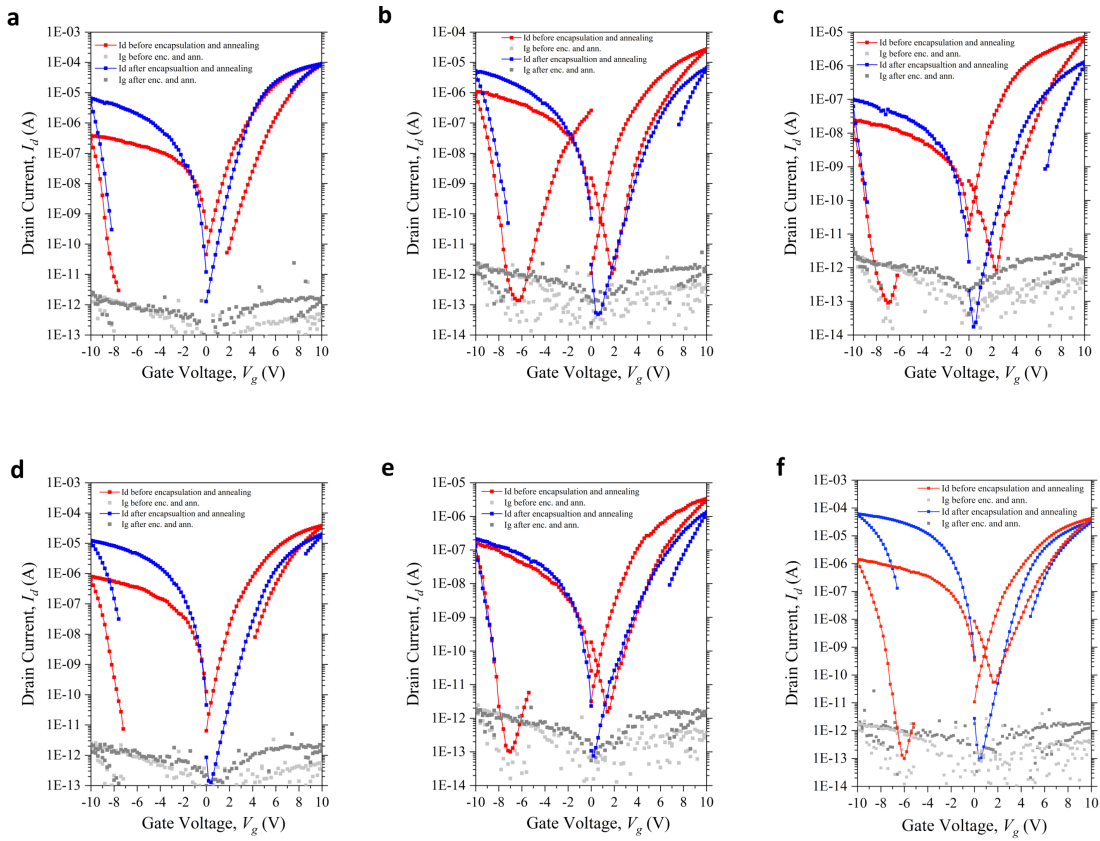 a
1E-03
1E-04
1E-05
1E-06
1E-07
1E-08
1E-09
1E-10
1E-11
1E-12
1E-13
Id before encapsulation and annealing
Ig before enc. and ann.
Id after encapsualtion and annealing
Ig after enc. and ann.
-10 -8 -6 -4 -2 0 2 4 6 8 10
Gate Voltage, Vg (V)
Drain Current, Id (A)
b
1E-03
1E-04
1E-05
1E-06
1E-07
1E-08
1E-09
1E-10
1E-11
1E-12
1E-13
1E-14
Id before encapsulation and annealing
Ig before enc. and ann.
Id after encapsualtion and annealing
Ig after enc. and ann.
-10 -8 -6 -4 -2 0 2 4 6 8 10
Gate Voltage, Vg (V)
Drain Current, Id (A)
c
1E-05
1E-06
1E-07
1E-08
1E-09
1E-10
1E-11
1E-12
1E-13
1E-14
Id before encapsulation and annealing
Ig before enc. and ann.
Id after encapsualtion and annealing
Ig after enc. and ann.
-10 -8 -6 -4 -2 0 2 4 6 8 10
Gate Voltage, Vg (V)
Drain Current, Id (A)
d
1E-03
1E-04
1E-05
1E-06
1E-07
1E-08
1E-09
1E-10
1E-11
1E-12
1E-13
Id before encapsulation and annealing
Ig before enc. and ann.
Id after encapsualtion and annealing
Ig after enc. and ann.
-10 -8 -6 -4 -2 0 2 4 6 8 10
Gate Voltage, Vg (V)
Drain Current, Id (A)
e
1E-05
1E-06
1E-07
1E-08
1E-09
1E-10
1E-11
1E-12
1E-13
1E-14
Id before encapsulation and annealing
Ig before enc. and ann.
Id after encapsualtion and annealing
Ig after enc. and ann.
-10 -8 -6 -4 -2 0 2 4 6 8 10
Gate Voltage, Vg (V)
Drain Current, Id (A)
f
1E-03
1E-04
1E-05
1E-06
1E-07
1E-08
1E-09
1E-10
1E-11
1E-12
1E-13
1E-14
Id before encapsulation and annealing
Ig before enc. and ann.
Id after encapsualtion and annealing
Ig after enc. and ann.
-10 -8 -6 -4 -2 0 2 4 6 8 10
Gate Voltage, Vg (V)
Drain Current, Id (A)